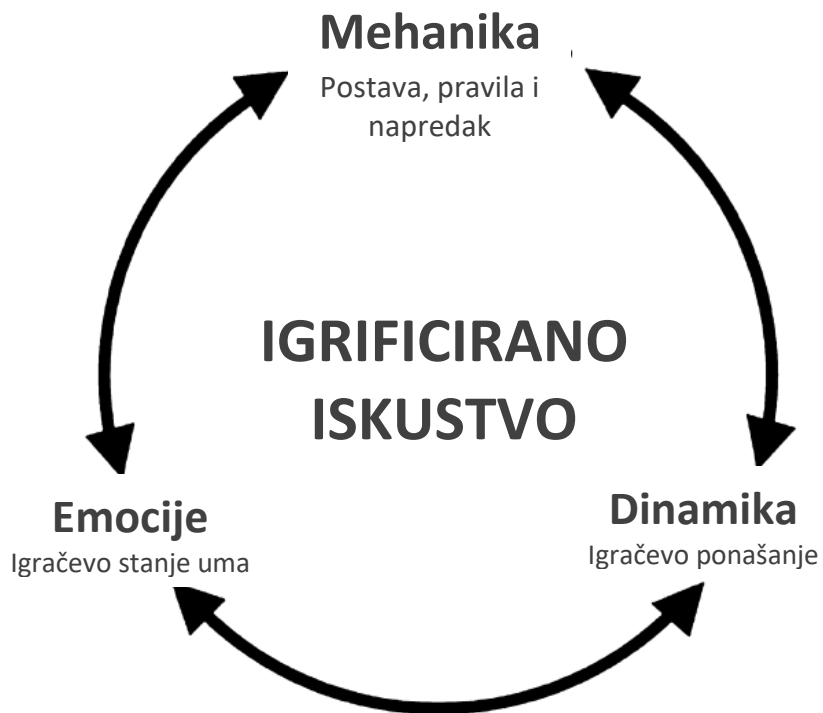 Mehanika
Postava, pravila i
napredak
IGRIFICIRANO
ISKUSTVO
Emocije
Igračevo stanje uma
Dinamika
Igračevo ponašanje